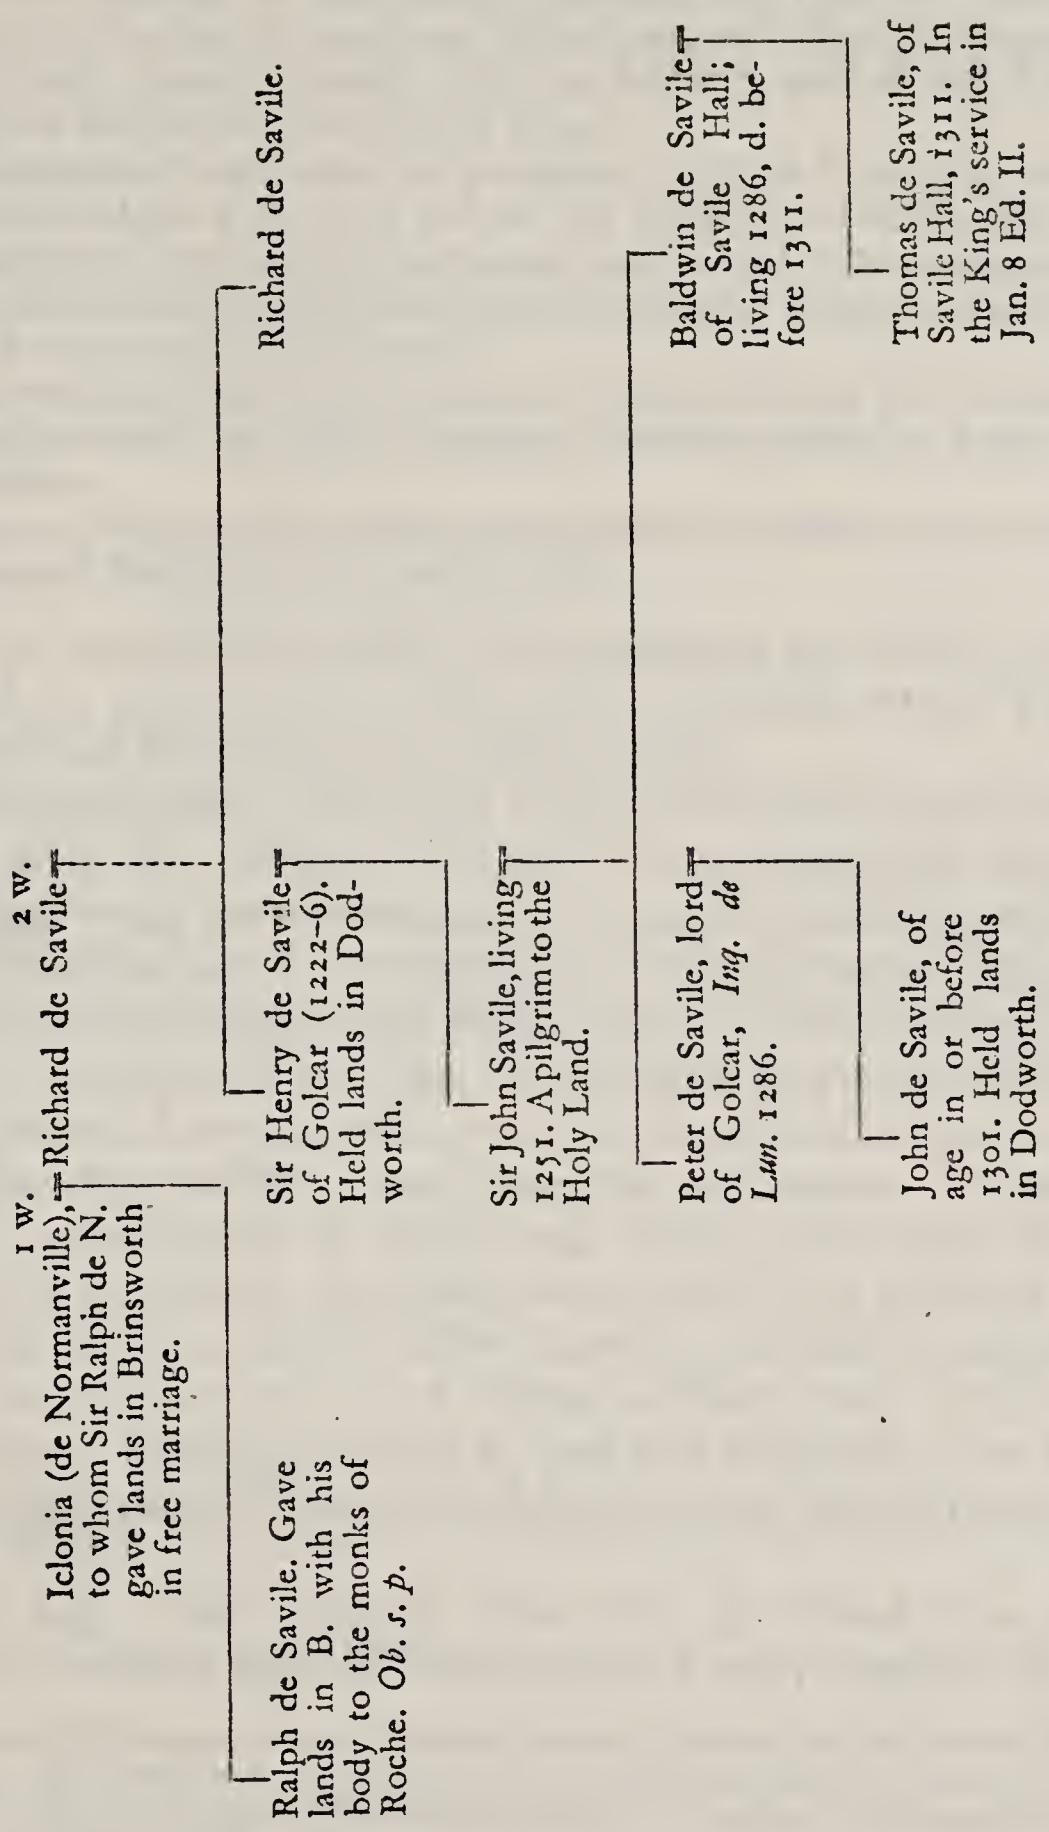 1 w.
2 w.
Iclonia (de Normanville),
to whom Sir Ralph de N.
gave lands in Brinsworth
in free marriage.
=Richard de Savile=
Ralph de Savile. Gave
lands in B. with his
body to the monks of
Roche. Ob. s. p.
Sir Henry de Savile=
of Golcar (1222–6).
Held lands in Dod-
worth.
Richard de Savile.
Sir John Savile, living=
1251. A pilgrim to the
Holy Land.
Peter de Savile, lord=
of Golcar, Inq. de
Lun. 1286.
Baldwin de Savile=
of Savile Hall;
living 1286, d. be-
fore 1311.
John de Savile, of
age in or before
1301. Held lands
in Dodworth.
Thomas de Savile, of
Savile Hall, 1311. In
the King's service in
Jan. 8 Ed. II.